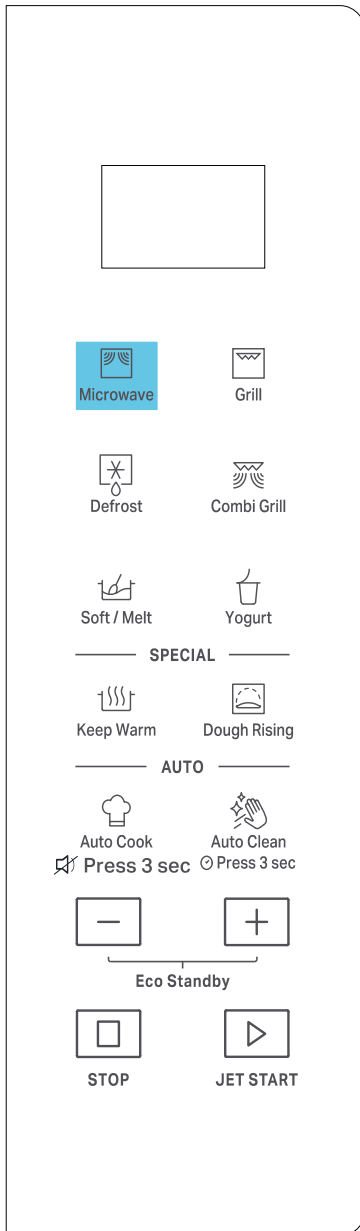 Microwave Grill
Defrost Combi Grill
Soft / Melt Yogurt
SPECIAL
Keep Warm Dough Rising
AUTO
Auto Cook Auto Clean
Press 3 sec Press 3 sec
Eco Standby
STOP JET START